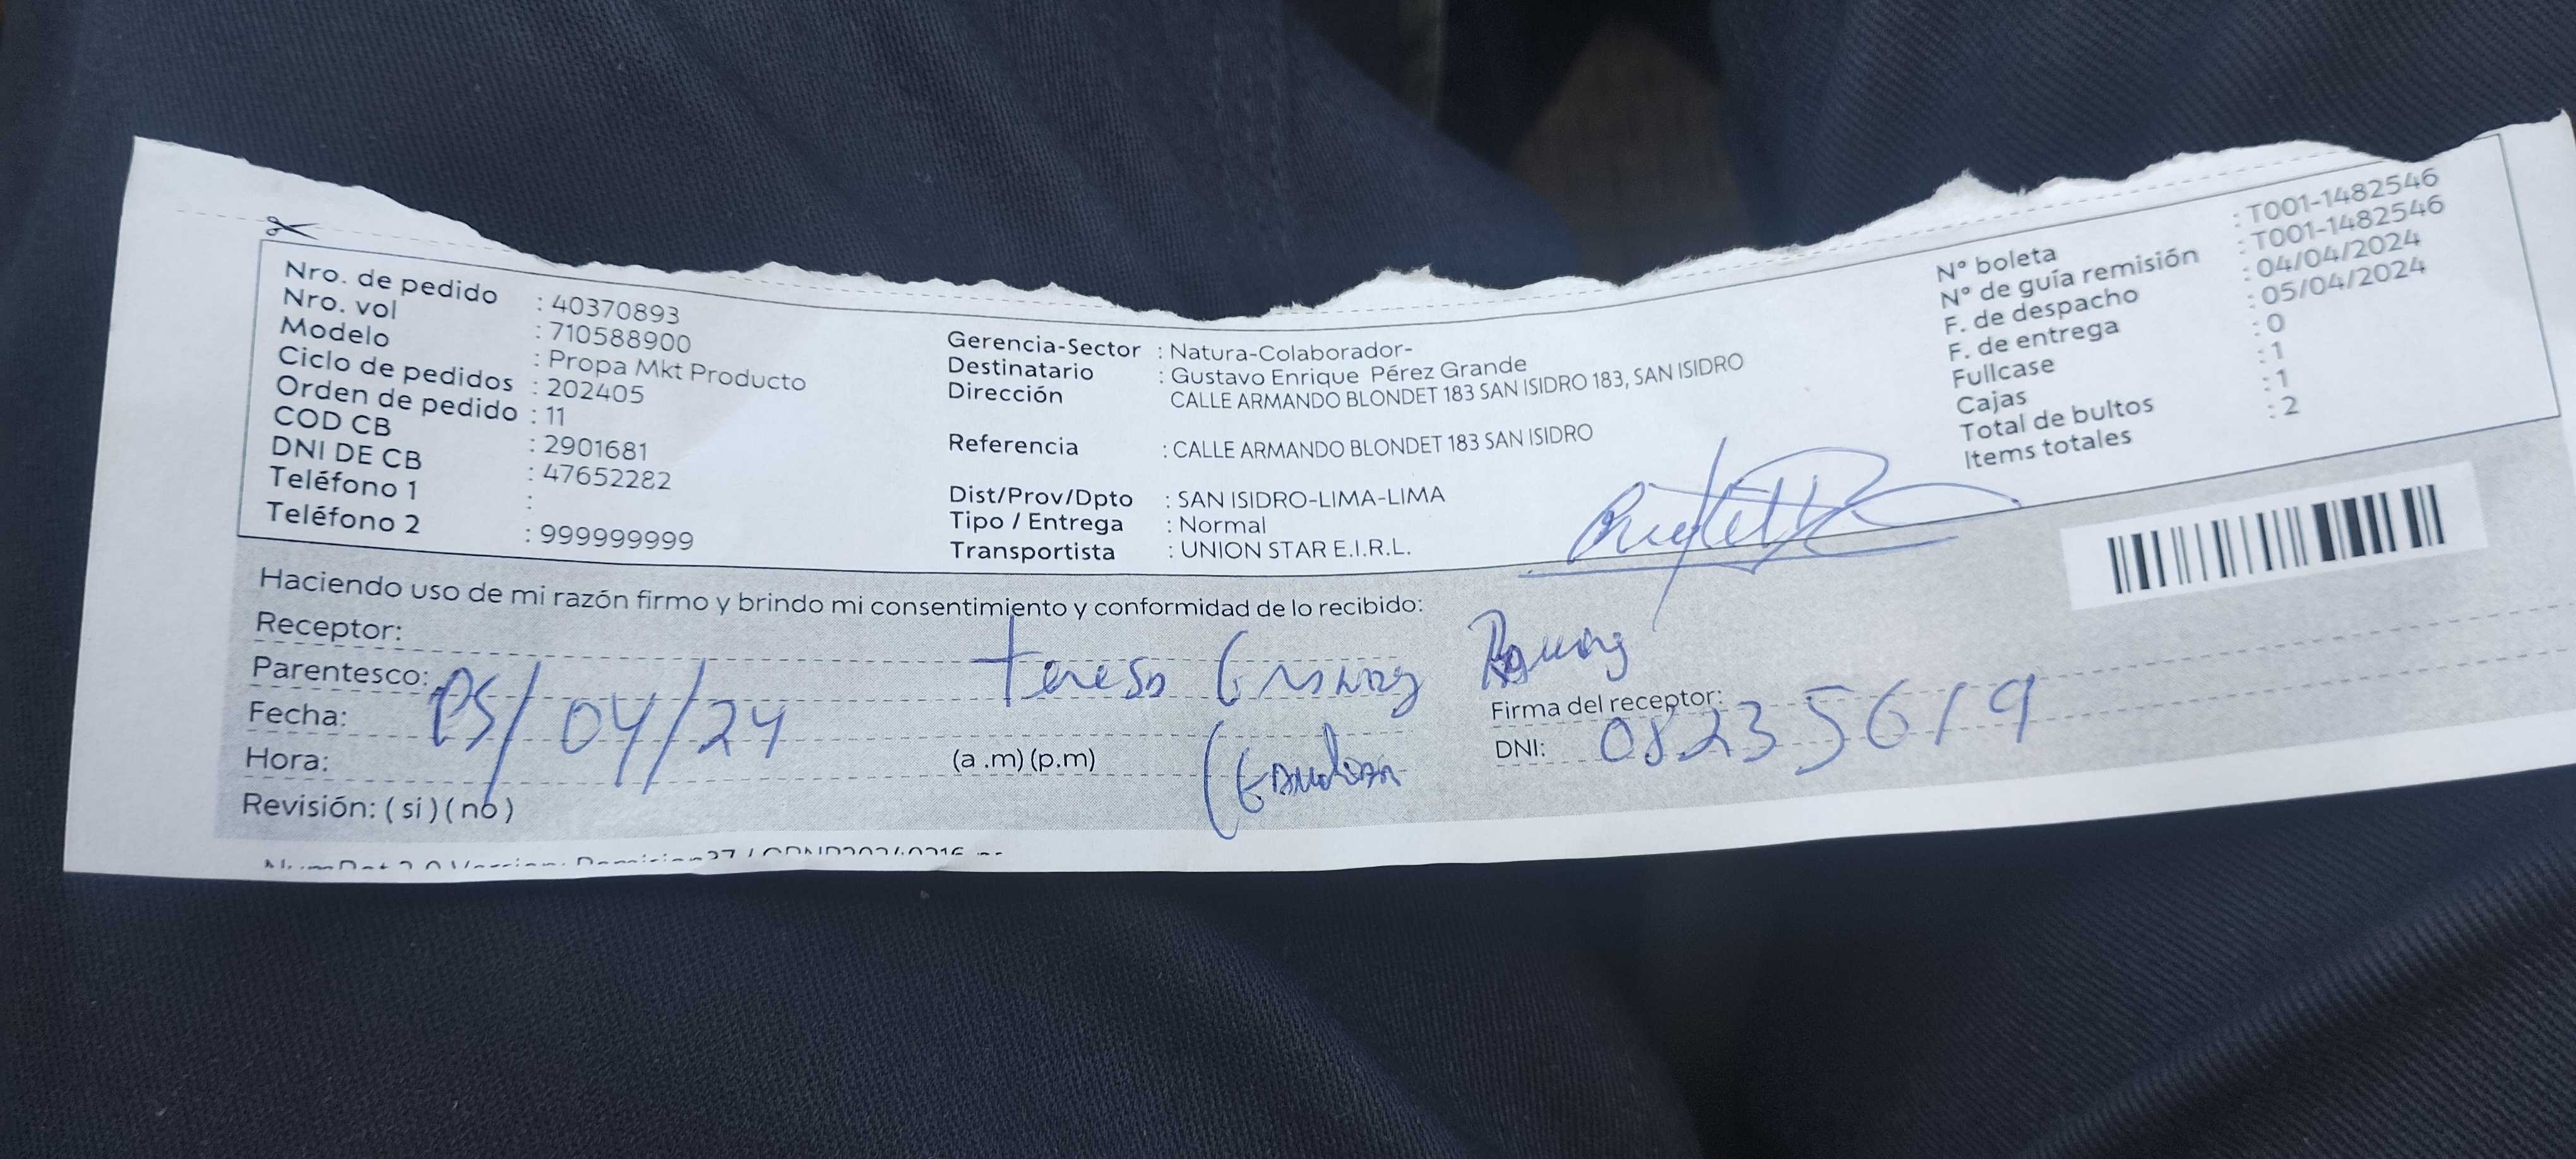 Nro. de pedido : 40370893
Nro. vol : 710588900
Modelo : Propa Mkt Producto
Ciclo de pedidos : 202405
Orden de pedido : 11
COD CB : 2901681
DNI DE CB : 47652282
Teléfono 1 :
Teléfono 2 : 999999999
Gerencia-Sector : Natura-Colaborador-
Destinatario : Gustavo Enrique Pérez Grande
Dirección CALLE ARMANDO BLONDET 183 SAN ISIDRO 183, SAN ISIDRO
Referencia : CALLE ARMANDO BLONDET 183 SAN ISIDRO
Dist/Prov/Dpto : SAN ISIDRO-LIMA-LIMA
Tipo / Entrega : Normal
Transportista : UNION STAR E.I.R.L.
N° boleta : T001-1482546
N° de guía remisión : T001-1482546
F. de despacho : 04/04/2024
F. de entrega : 05/04/2024
Fullcase : 0
Cajas : 1
Total de bultos : 1
Items totales : 2
Haciendo uso de mi razón firmo y brindo mi consentimiento y conformidad de lo recibido:
Receptor: Teresa
Parentesco:
Fecha: 05/04/24
Hora: (a .m) (p.m)
Revisión: ( si ) ( no )
Firma del receptor:
DNI: 08235619